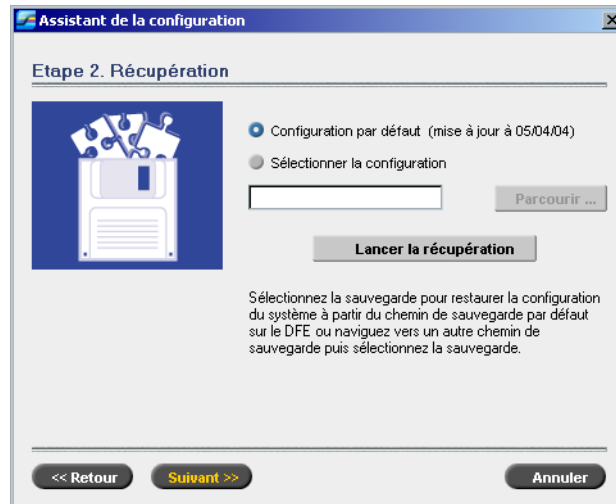 Assistant de la configuration
Etape 2. Récupération
Configuration par défaut (mise à jour à 05/04/04)
Sélectionner la configuration
Parcourir ...
Lancer la récupération
Sélectionnez la sauvegarde pour restaurer la configuration
du système à partir du chemin de sauvegarde par défaut
sur le DFE ou naviguez vers un autre chemin de
sauvegarde puis sélectionnez la sauvegarde.
<< Retour
Suivant >>
Annuler